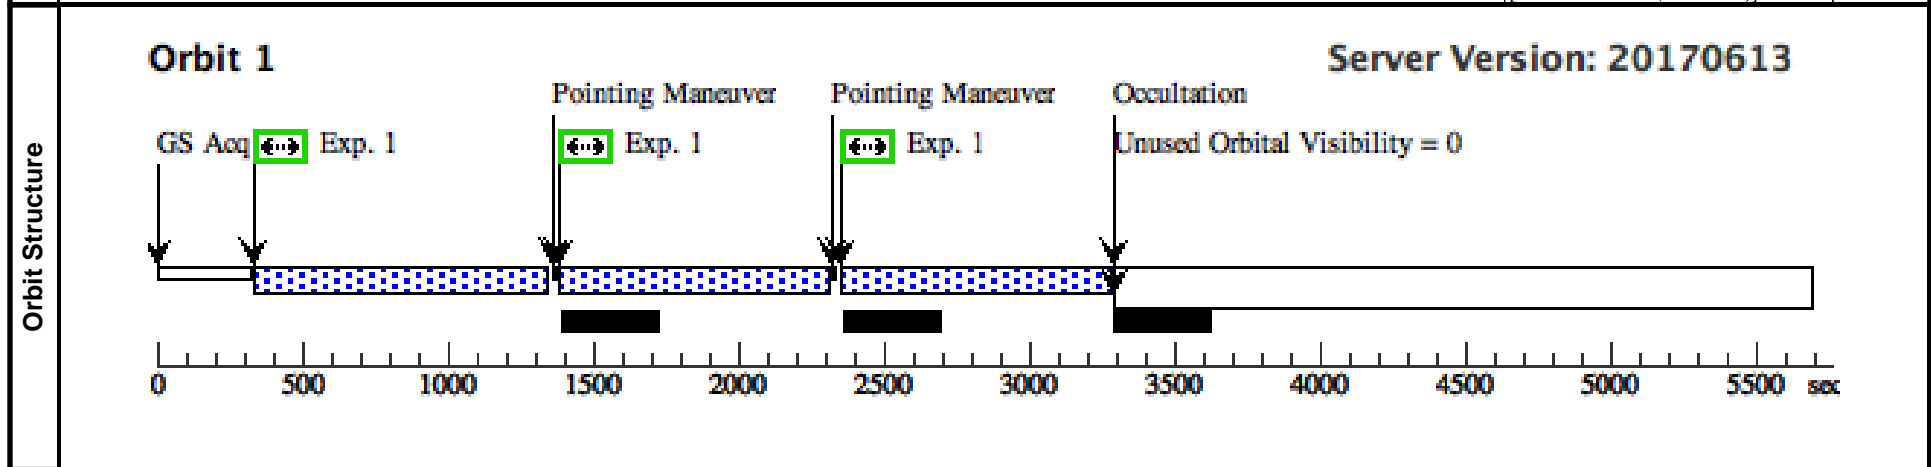 Orbit Structure
Orbit 1 Server Version: 20170613
Pointing Maneuver Pointing Maneuver Occultation
GS Acq Exp. 1 Exp. 1 Exp. 1 Unused Orbital Visibility = 0
0 500 1000 1500 2000 2500 3000 3500 4000 4500 5000 5500 sec